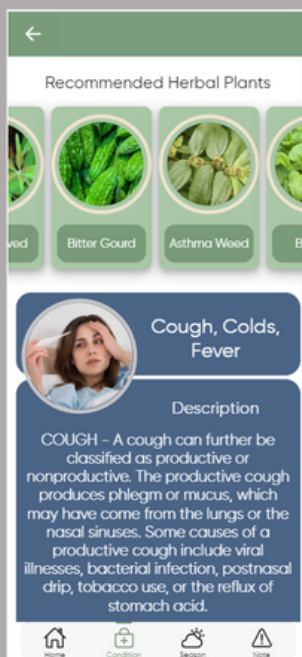 Recommended Herbal Plants
ved
Bitter Gourd
Asthma Weed
B
Cough, Colds,
Fever
Description
COUGH - A cough can further be
classified as productive or
nonproductive. The productive cough
produces phlegm or mucus, which
may have come from the lungs or the
nasal sinuses. Some causes of a
productive cough include viral
illnesses, bacterial infection, postnasal
drip, tobacco use, or the reflux of
stomach acid.
Home
Condition
Season
Note